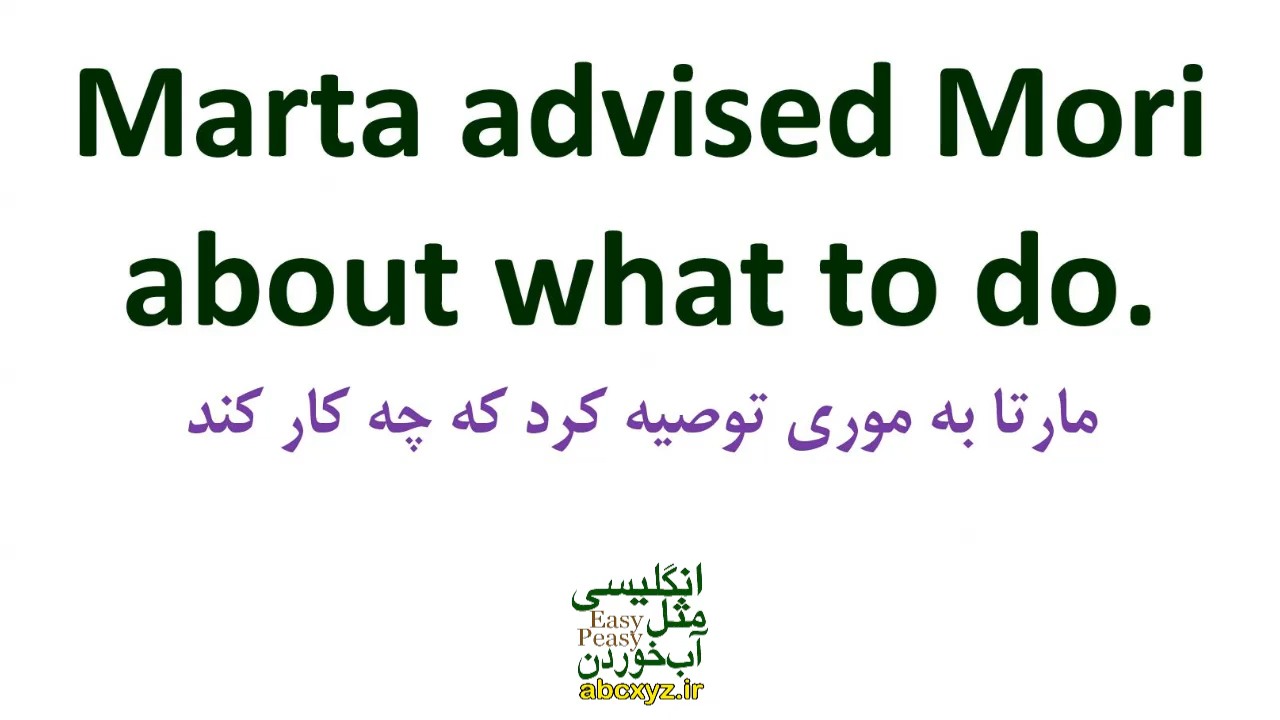 Marta advised Mori
about what to do.
مارتا به موری توصیه کرد که چه کار کند
انگلیسی
مثل
Easy
Peasy
آب‌خوردن
abcxyz.ir